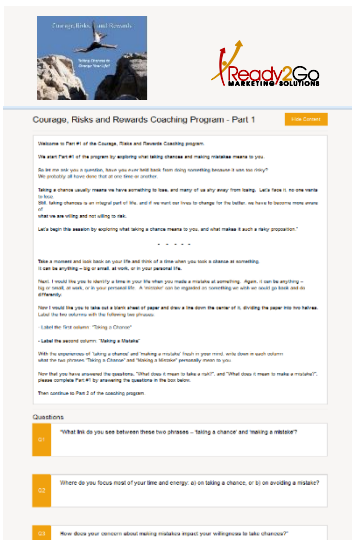 Courage, Risks and Rewards
Taking Chances to
Change Your Life!
Ready2Go
MARKETING SOLUTIONS
Courage, Risks and Rewards Coaching Program - Part 1
Hide Content
Welcome to Part #1 of the Courage, Risks and Rewards Coaching program.
We start Part #1 of the program by exploring what taking chances and making mistakes means to you.
So let me ask you a question, have you ever held back from doing something because it was too risky?
We probably all have done that at one time or another.
Taking a chance usually means we have something to lose, and many of us shy away from losing. Let's face it, no one wants
to lose.
Still, taking chances is an integral part of life, and if we want our lives to change for the better, we have to become more aware
of
what we are willing and not willing to risk.
Let's begin this session by exploring what taking a chance means to you, and what makes it such a risky proposition."
* * * * *
Take a moment and look back on your life and think of a time when you took a chance at something.
It can be anything – big or small, at work, or in your personal life.
Next, I would like you to identify a time in your life when you made a mistake at something. Again, it can be anything –
big or small, at work, or in your personal life. A 'mistake' can be regarded as something we wish we could go back and do
differently.
Now I would like you to take out a blank sheet of paper and draw a line down the center of it, dividing the paper into two halves.
Label the two columns with the following two phrases.
- Label the first column: "Taking a Chance"
- Label the second column: "Making a Mistake"
With the experiences of 'taking a chance' and 'making a mistake' fresh in your mind, write down in each column
what the two phrases "Taking a Chance" and "Making a Mistake" personally mean to you.
Now that you have answered the questions, "What does it mean to take a risk?", and "What does it mean to make a mistake?",
please complete Part #1 by answering the questions in the box below.
Then continue to Part 2 of the coaching program.
Questions
Q1
"What link do you see between these two phrases – 'taking a chance' and 'making a mistake'?
Q2
Where do you focus most of your time and energy: a) on taking a chance, or b) on avoiding a mistake?
Q3
How does your concern about making mistakes impact your willingness to take chances?"